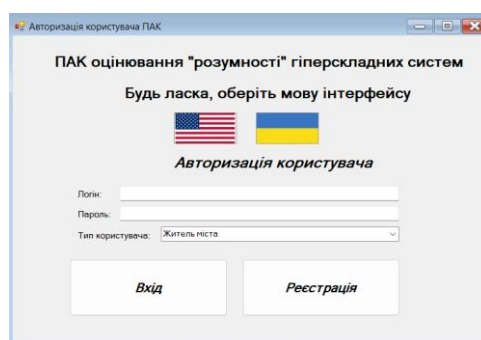 Авторизація користувача ПАК
ПАК оцінювання "розумності" гіперскладних систем
Будь ласка, оберіть мову інтерфейсу
Авторизація користувача
Логін:
Пароль:
Тип користувача: Житель міста
Вхід Реєстрація